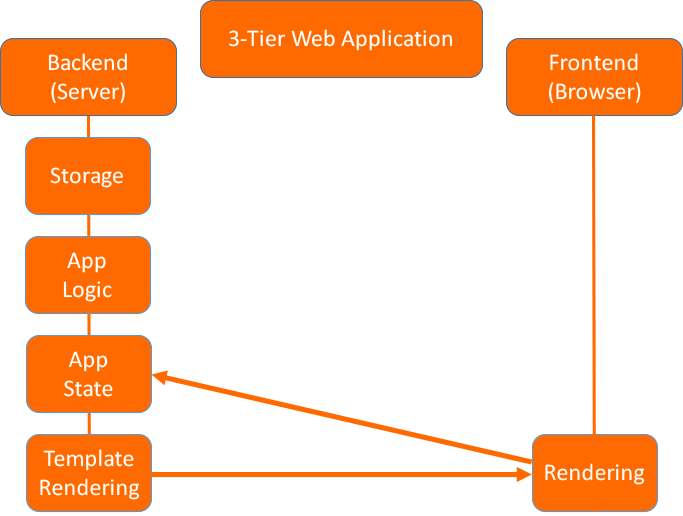 3-Tier Web Application
Backend
(Server)
Frontend
(Browser)
Storage
App
Logic
App
State
Template
Rendering
Rendering